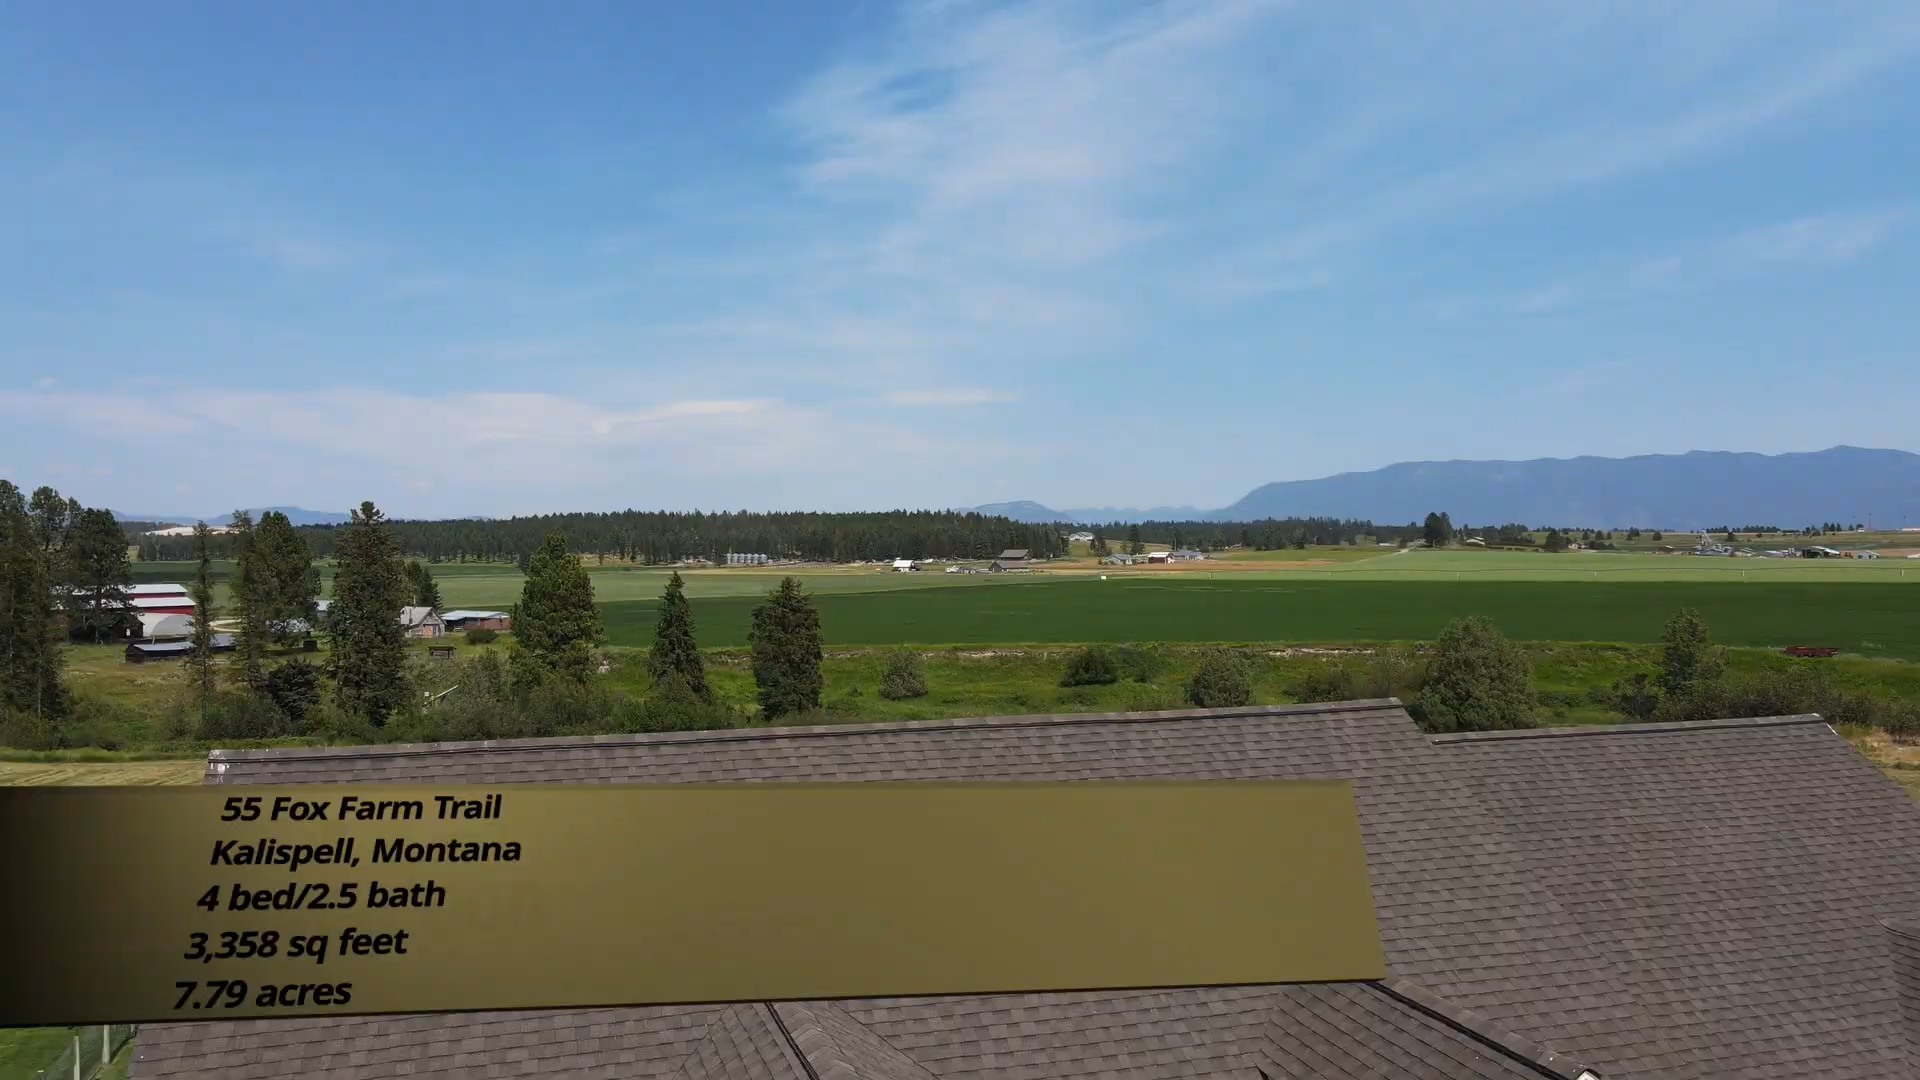 55 Fox Farm Trail
Kalispell, Montana
4 bed/2.5 bath
3,358 sq feet
7.79 acres